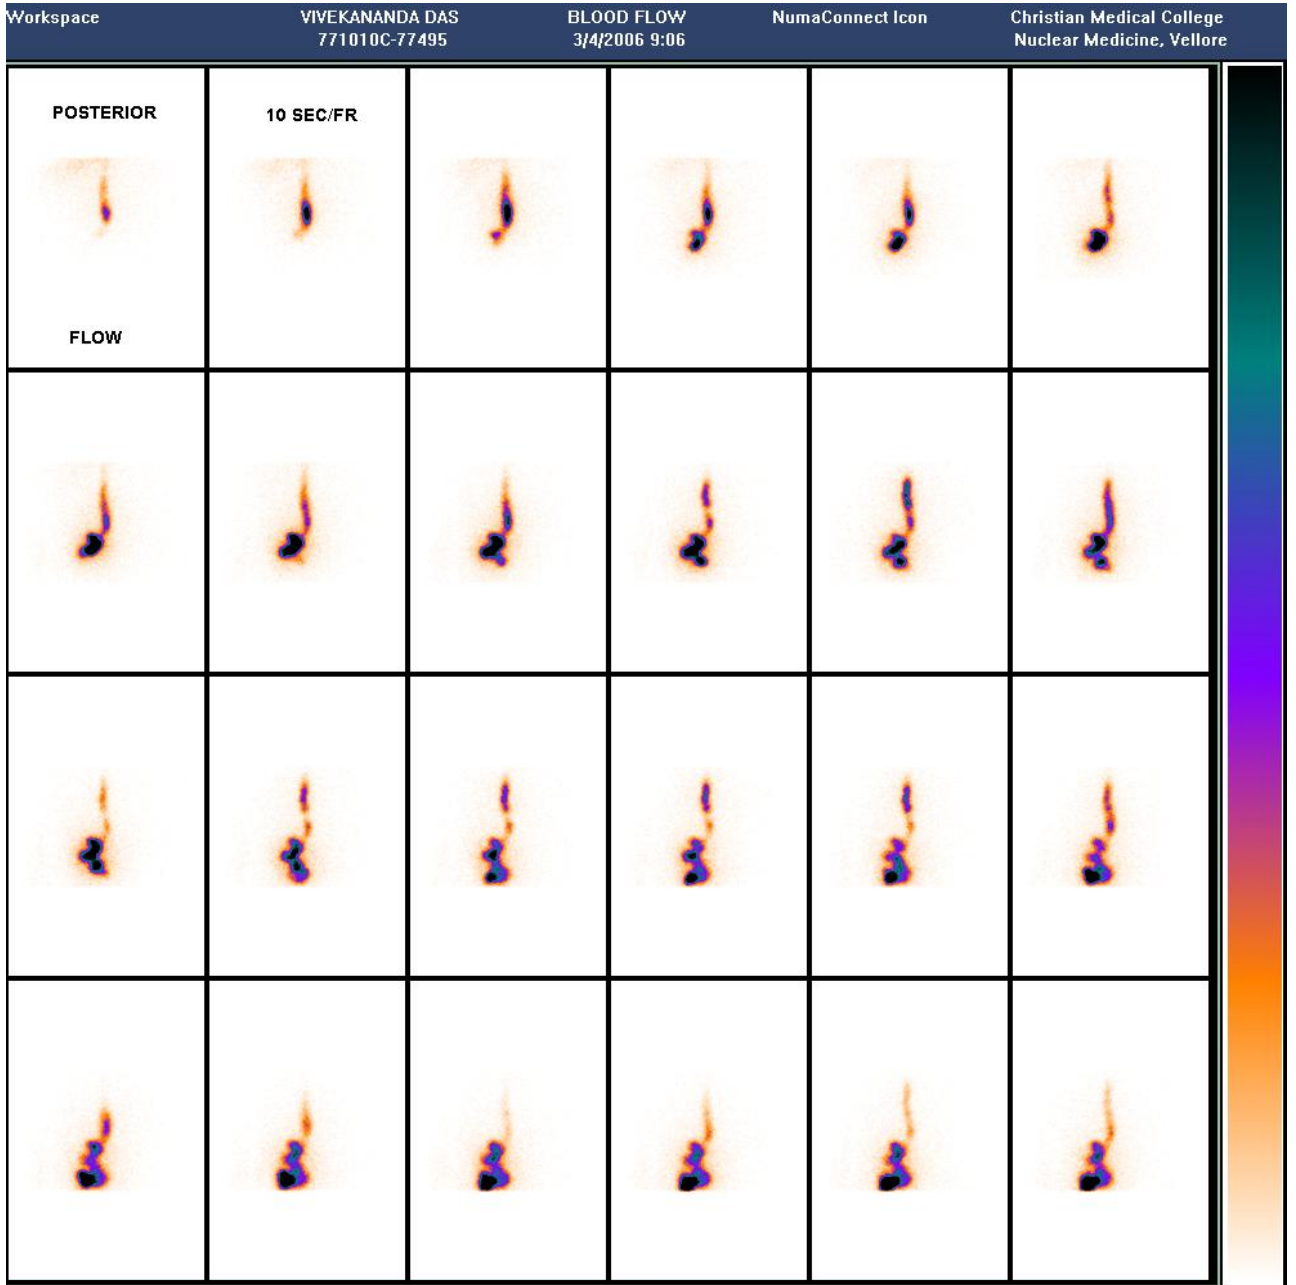 Workspace
VIVEKANANDA DAS
771010C-77495
BLOOD FLOW
3/4/2006 9:06
NumaConnect Icon
Christian Medical College
Nuclear Medicine, Vellore
POSTERIOR
10 SEC/FR
FLOW